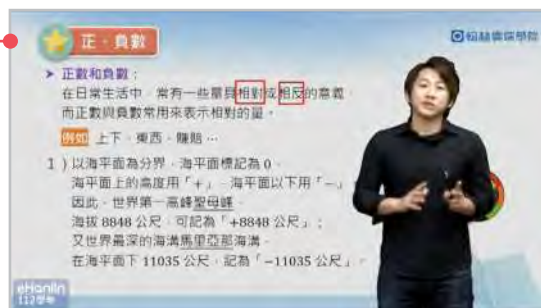 正、負數
翰林雲端學院
➤ 正數和負數：
在日常生活中，常有一些量具相對或相反的意義，
而正數與負數常用來表示相對的量。
例如 上下、東西、賺賠…
1）以海平面為分界，海平面標記為 0。
海平面上的高度用「+」，海平面以下用「−」
因此，世界第一高峰聖母峰，
海拔 8848 公尺，可記為「+8848 公尺」；
又世界最深的海溝馬里亞那海溝，
在海平面下 11035 公尺，記為「−11035 公尺」。
eHanlin
112學年